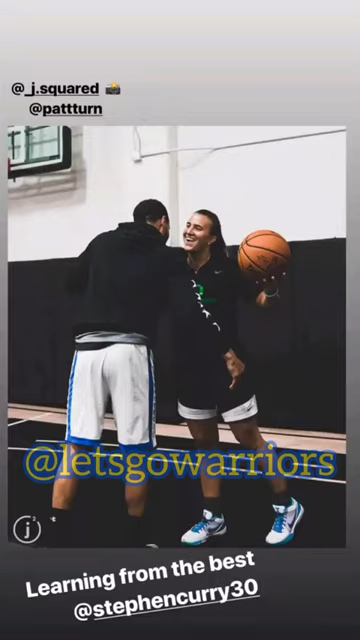 @_j.squared 📸
@pattturn
@letsgowarriors
j
Learning from the best
@stephencurry30